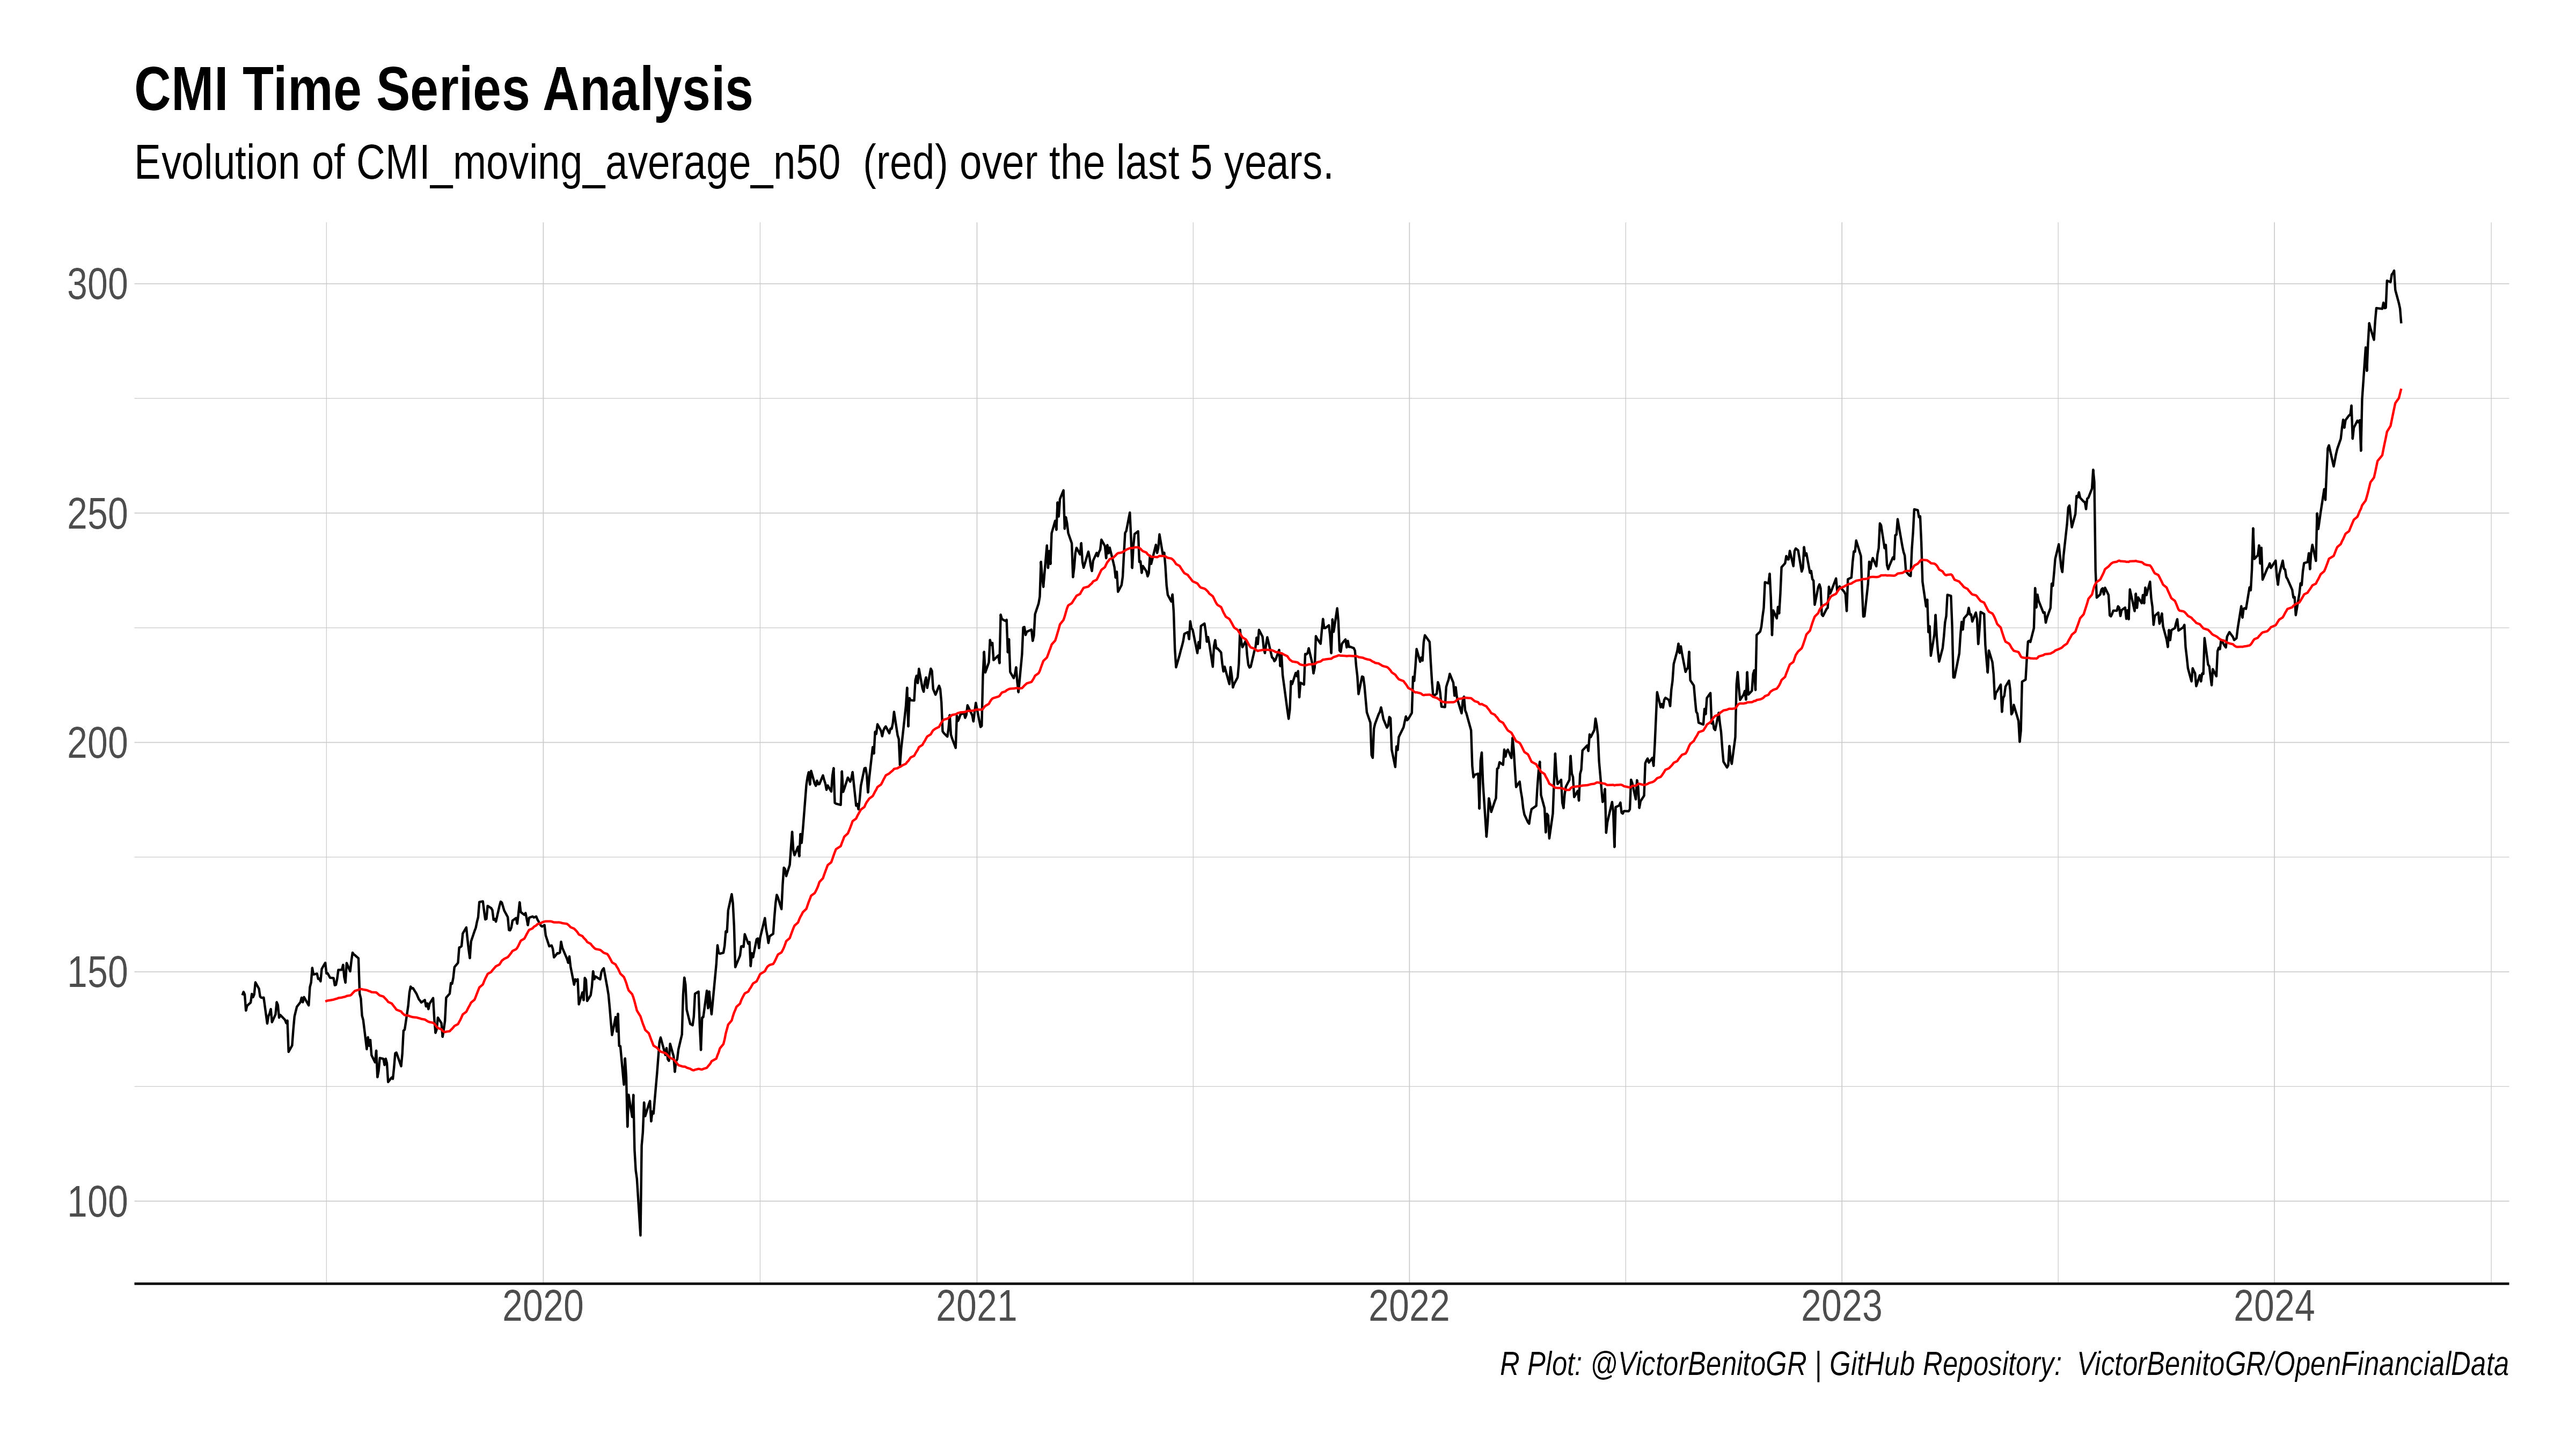 CMI Time Series Analysis
Evolution of CMI_moving_average_n50  (red) over the last 5 years.
300
250
200
150
100
2020 2021 2022 2023 2024
R Plot: @VictorBenitoGR | GitHub Repository:  VictorBenitoGR/OpenFinancialData